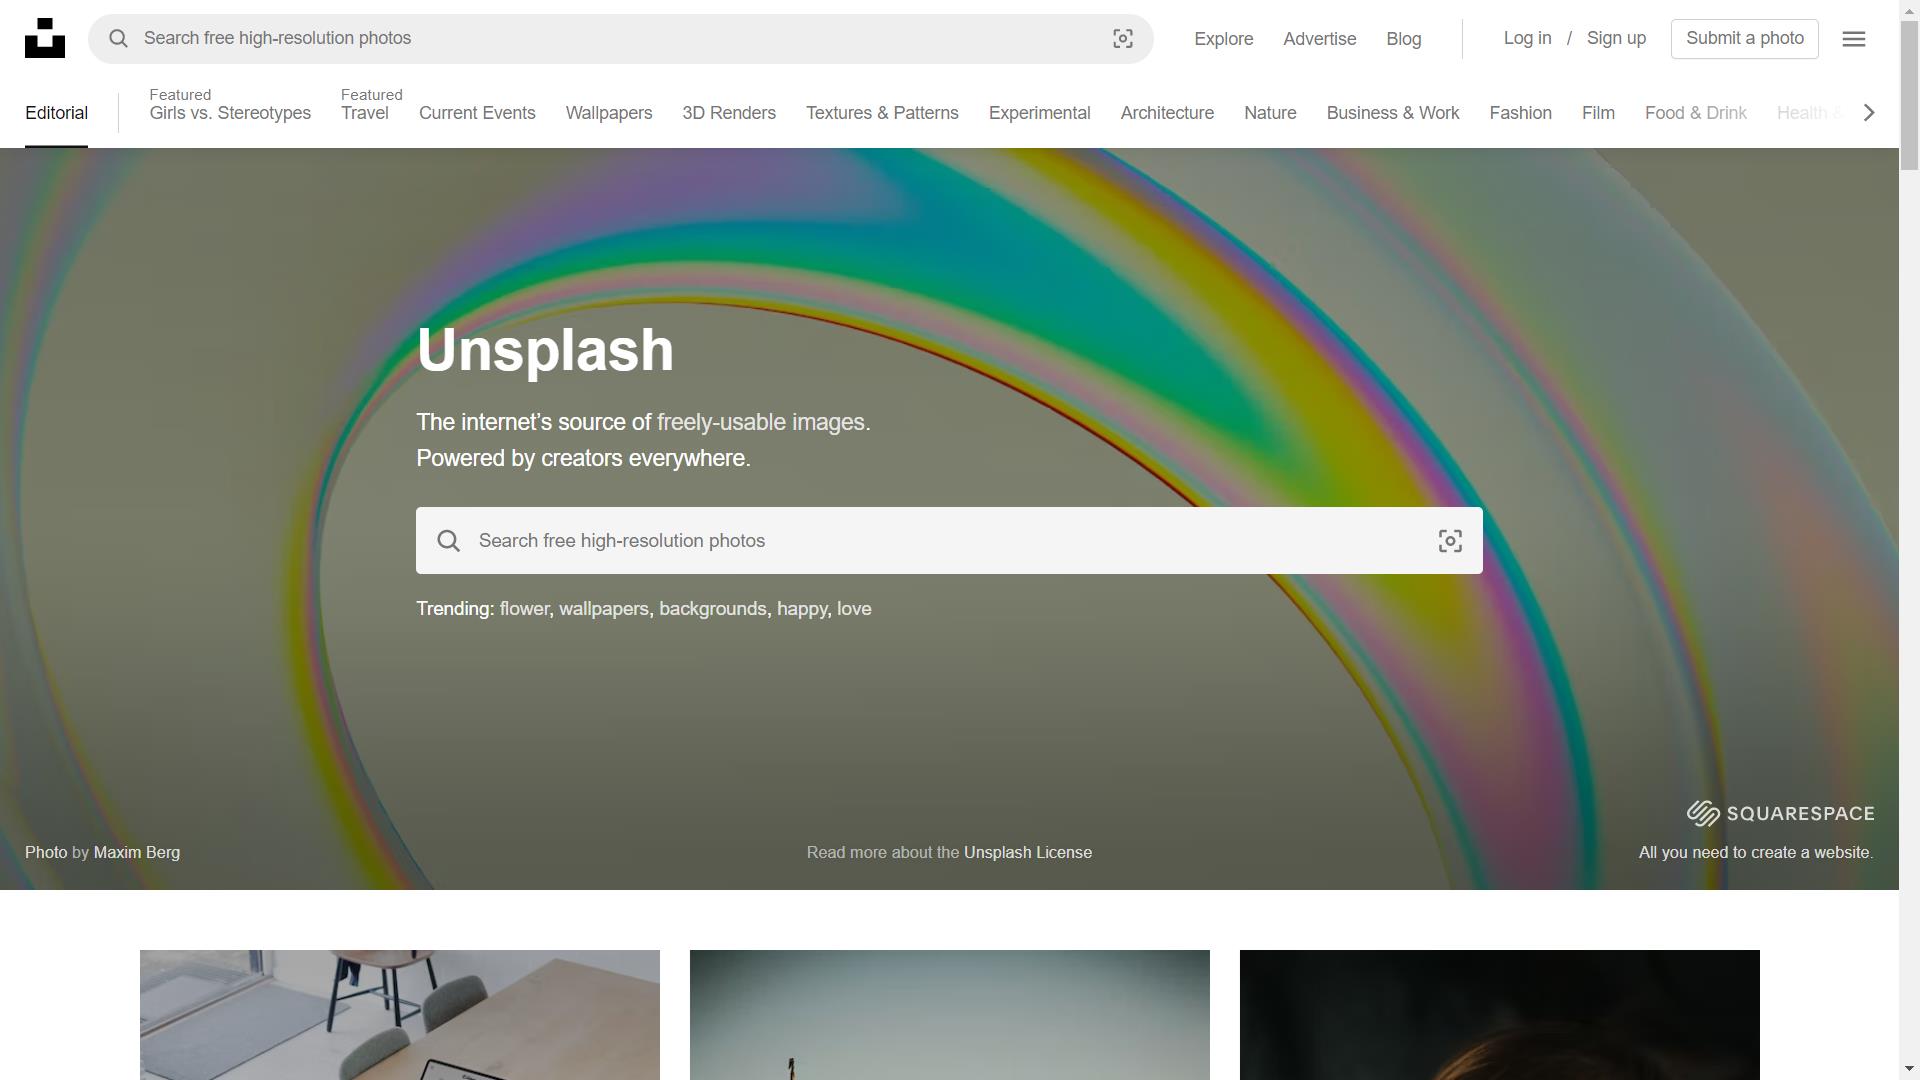 Search free high-resolution photos
Explore
Advertise
Blog
Log in / Sign up
Submit a photo
Editorial
Featured
Girls vs. Stereotypes
Featured
Travel
Current Events
Wallpapers
3D Renders
Textures & Patterns
Experimental
Architecture
Nature
Business & Work
Fashion
Film
Food & Drink
Health &
Unsplash
The internet’s source of freely-usable images.
Powered by creators everywhere.
Search free high-resolution photos
Trending: flower, wallpapers, backgrounds, happy, love
SQUARESPACE
Photo by Maxim Berg
Read more about the Unsplash License
All you need to create a website.